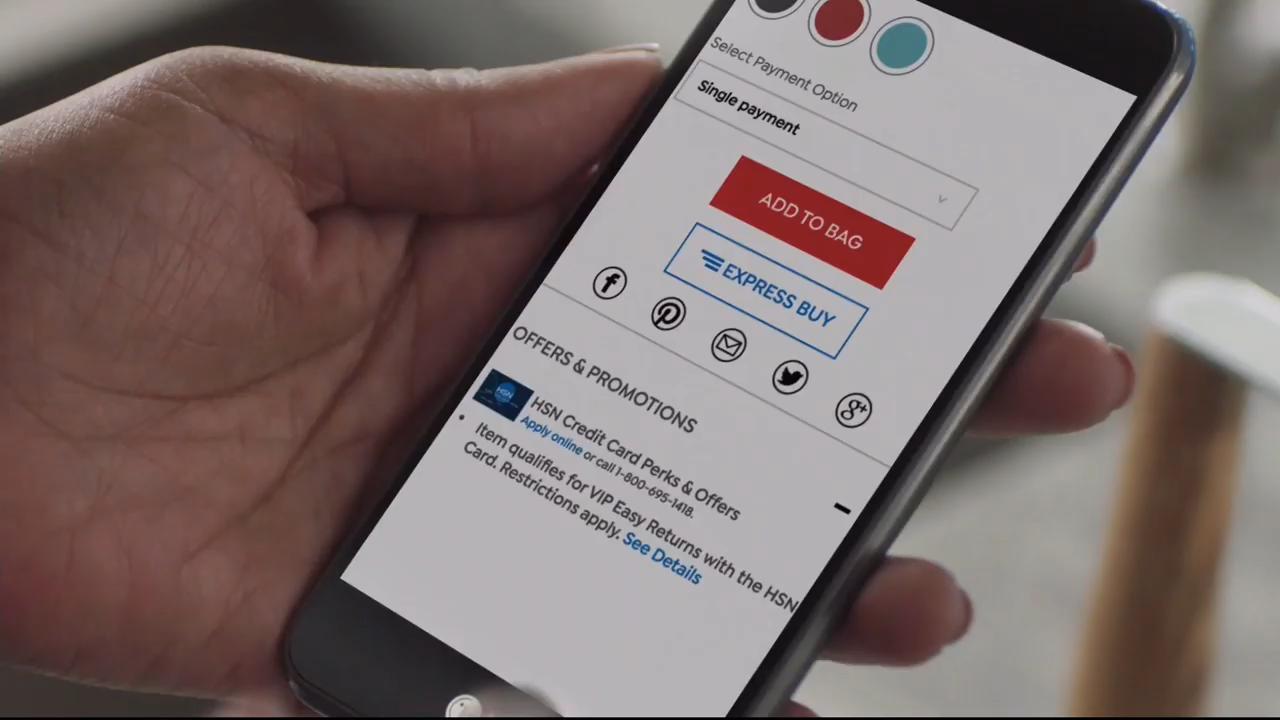 Select Payment Option
Single payment
ADD TO BAG
EXPRESS BUY
OFFERS & PROMOTIONS
HSN
HSN Credit Card Perks & Offers
Apply online or call 1-800-695-1418.
• Item qualifies for VIP Easy Returns with the HSN
Card. Restrictions apply. See Details